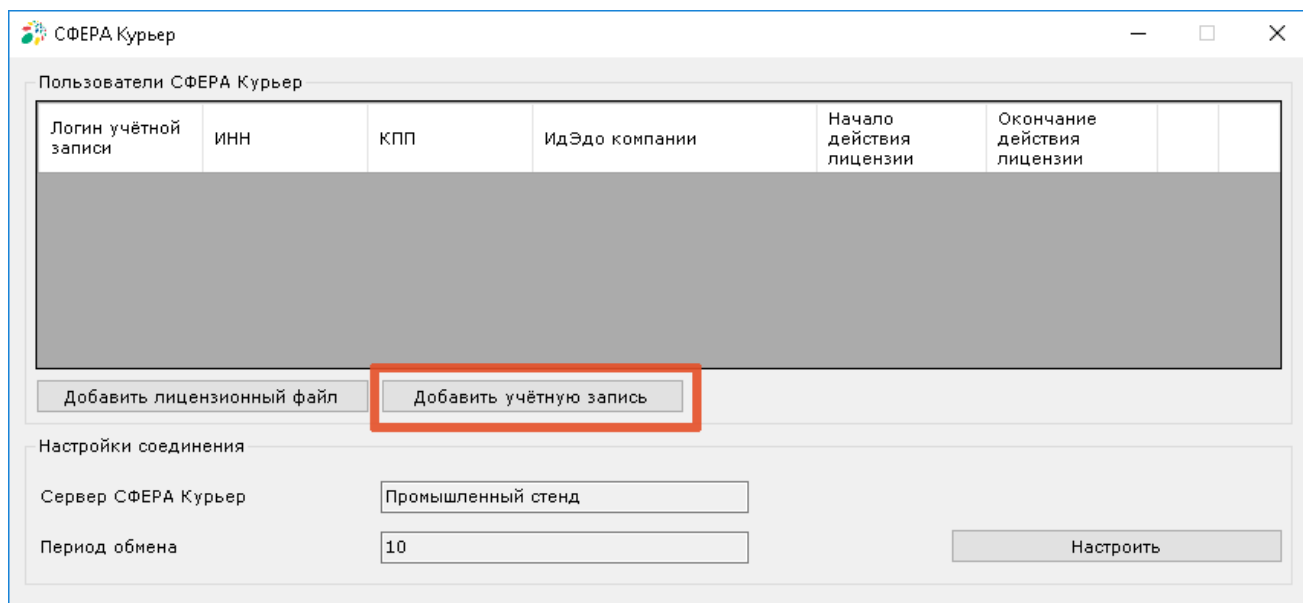 СФЕРА Курьер
Пользователи СФЕРА Курьер
Логин учётной записи
ИНН
КПП
ИдЭдо компании
Начало действия лицензии
Окончание действия лицензии
Добавить лицензионный файл
Добавить учётную запись
Настройки соединения
Сервер СФЕРА Курьер
Промышленный стенд
Период обмена
10
Настроить